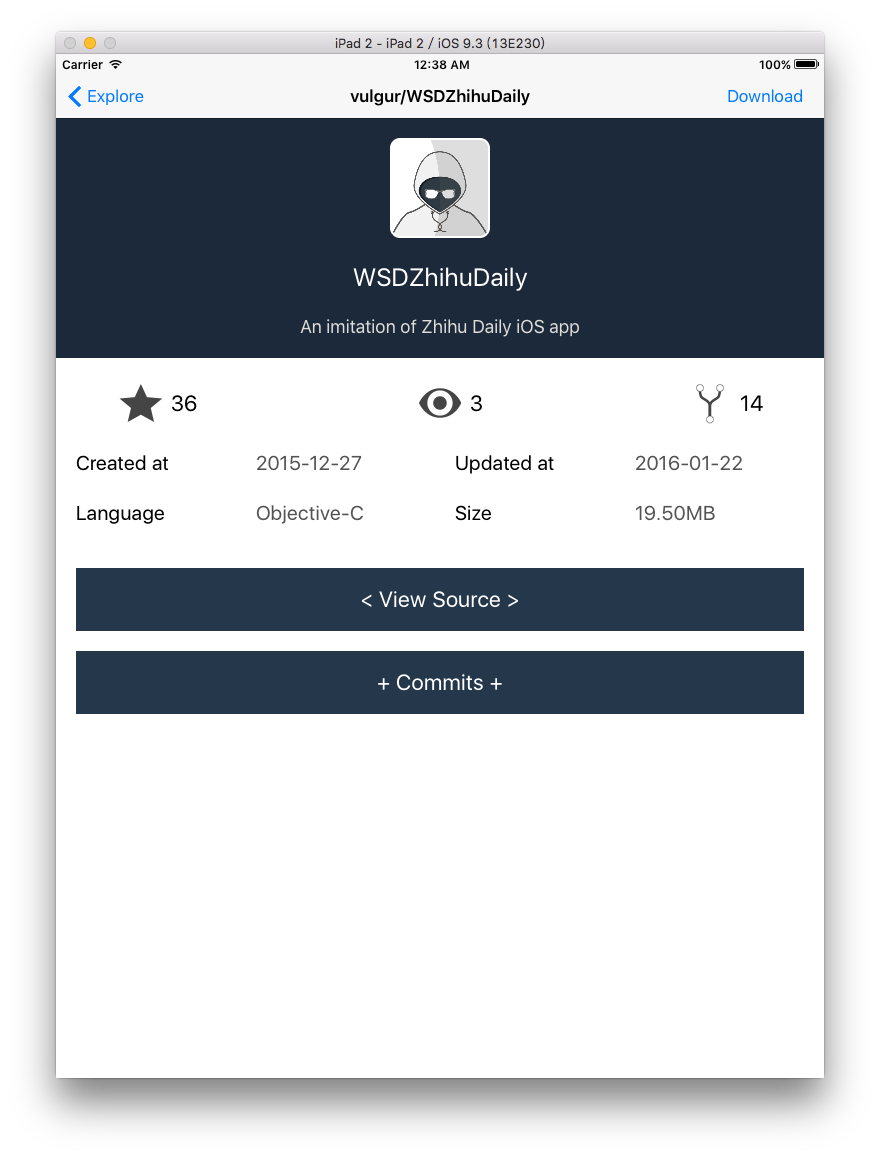 iPad 2 - iPad 2 / iOS 9.3 (13E230)
Carrier 12:38 AM 100%
Explore vulgur/WSDZhihuDaily Download
WSDZhihuDaily
An imitation of Zhihu Daily iOS app
36 3 14
Created at 2015-12-27 Updated at 2016-01-22
Language Objective-C Size 19.50MB
< View Source >
+ Commits +